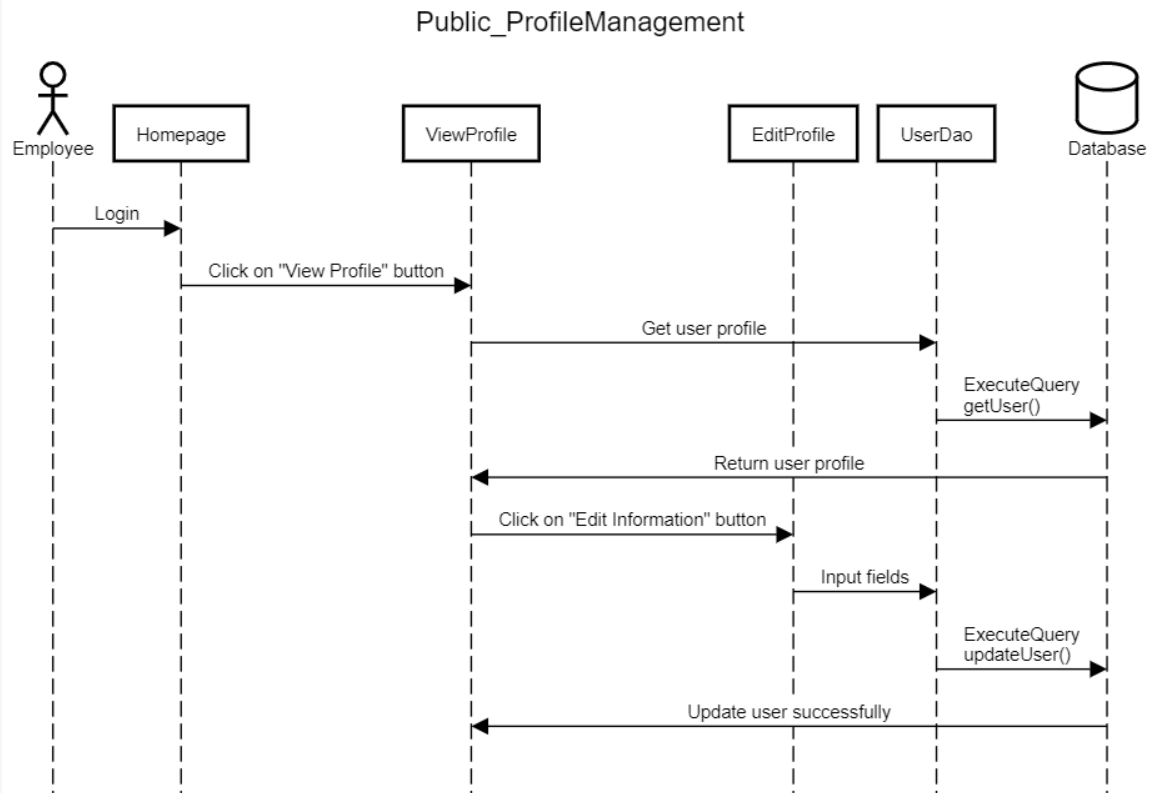 Public_ProfileManagement
Employee
Homepage
ViewProfile
EditProfile
UserDao
Database
Login
Click on "View Profile" button
Get user profile
ExecuteQuery
getUser()
Return user profile
Click on "Edit Information" button
Input fields
ExecuteQuery
updateUser()
Update user successfully